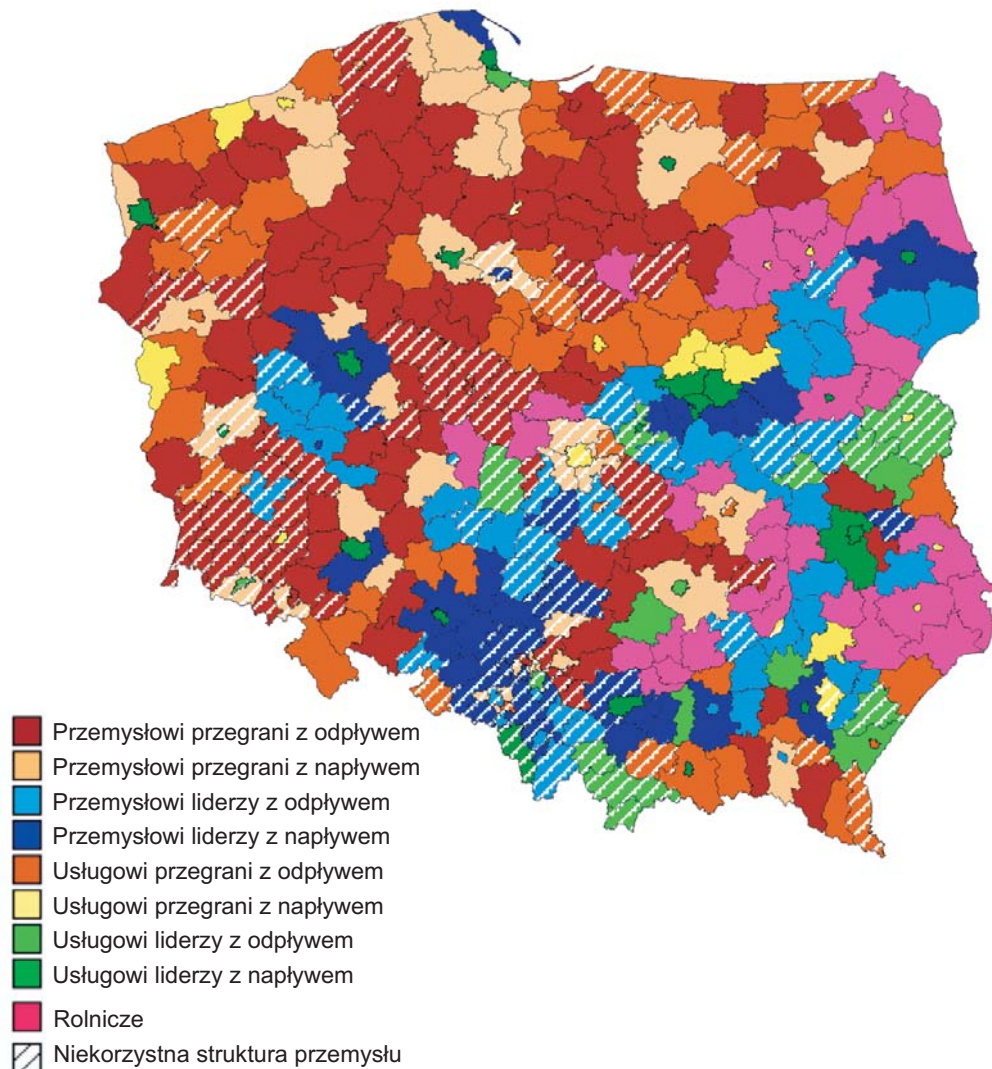 Przemysłowi przegrani z odpływem
Przemysłowi przegrani z napływem
Przemysłowi liderzy z odpływem
Przemysłowi liderzy z napływem
Usługowi przegrani z odpływem
Usługowi przegrani z napływem
Usługowi liderzy z odpływem
Usługowi liderzy z napływem
Rolnicze
Niekorzystna struktura przemysłu